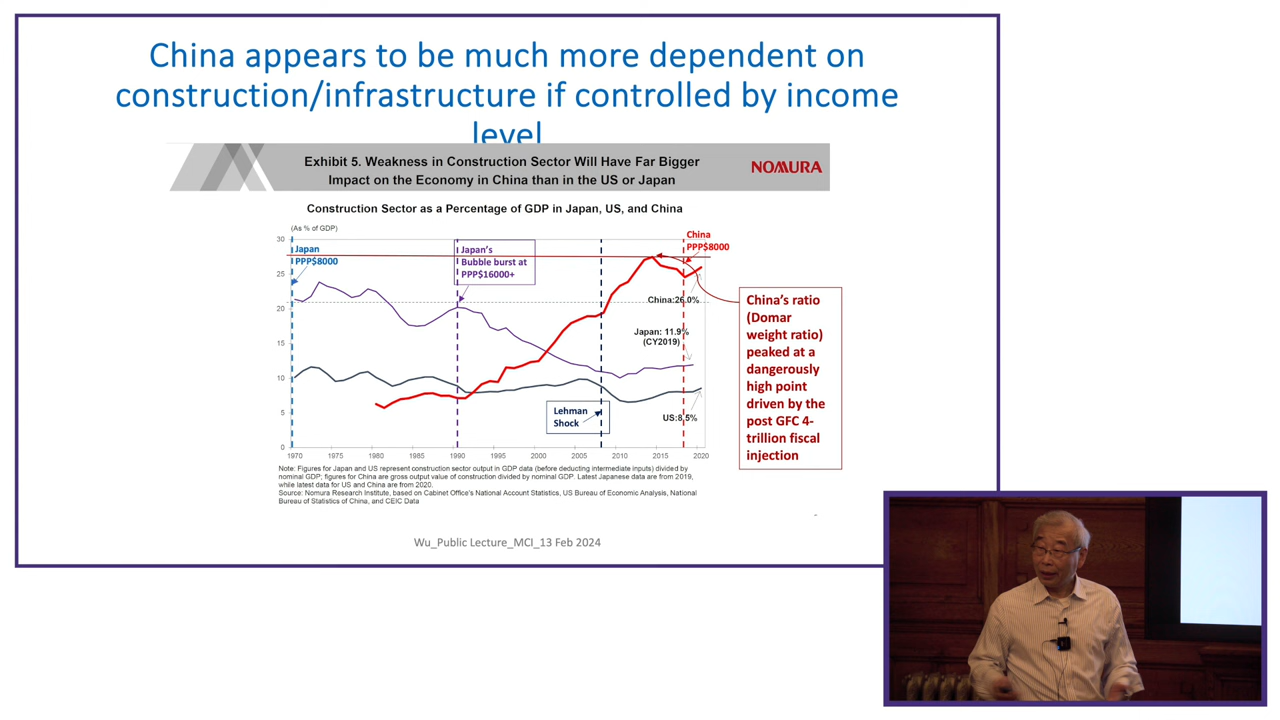 China appears to be much more dependent on
construction/infrastructure if controlled by income
level
Exhibit 5. Weakness in Construction Sector Will Have Far Bigger
Impact on the Economy in China than in the US or Japan
NOMURA
Construction Sector as a Percentage of GDP in Japan, US, and China
(As % of GDP)
30
25
20
15
10
5
0
1970 1975 1980 1985 1990 1995 2000 2005 2010 2015 2020
Japan
PPP$8000
Japan's
Bubble burst at
PPP$16000+
China
PPP$8000
China:26.0%
Japan: 11.9%
(CY2019)
Lehman
Shock
US:8.5%
China's ratio
(Domar
weight ratio)
peaked at a
dangerously
high point
driven by the
post GFC 4-
trillion fiscal
injection
Note: Figures for Japan and US represent construction sector output in GDP data (before deducting intermediate inputs) divided by
nominal GDP; figures for China are gross output value of construction divided by nominal GDP. Latest Japanese data are from 2019,
while latest data for US and China are from 2020.
Source: Nomura Research Institute, based on Cabinet Office's National Account Statistics, US Bureau of Economic Analysis, National
Bureau of Statistics of China, and CEIC Data
Wu_Public Lecture_MCI_13 Feb 2024